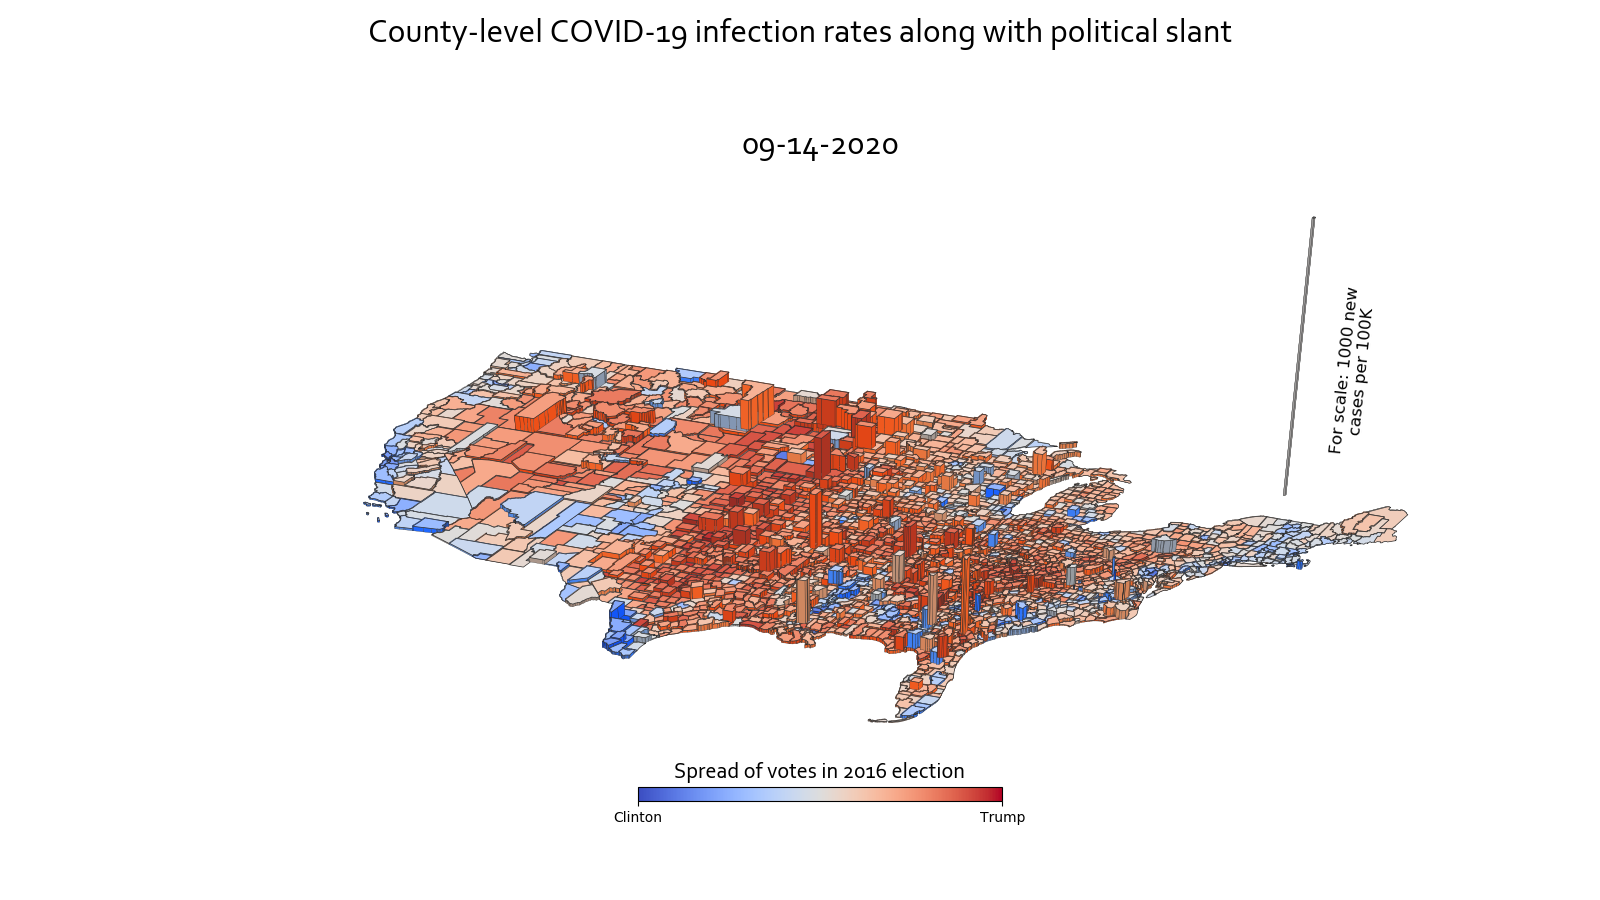 County-level COVID-19 infection rates along with political slant
09-14-2020
For scale: 1000 new
cases per 100K
Spread of votes in 2016 election
Clinton
Trump